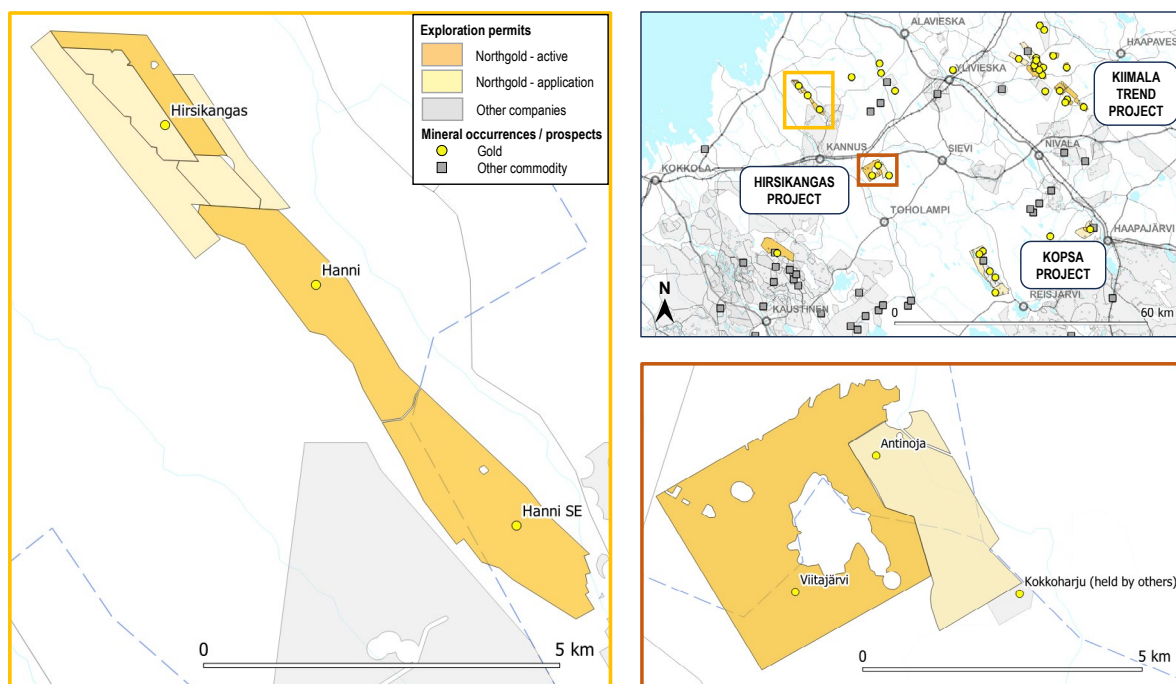 Exploration permits
Northgold - active
Northgold - application
Other companies
Mineral occurrences / prospects
Gold
Other commodity
Hirsikangas
Hanni
Hanni SE
0
5 km
ALAVIESKA
HAAPAVES
YLIVIESKA
KIIMALA
TREND
PROJECT
KANNUS
SIEVI
NIVALA
KOKKOLA
HIRSIKANGAS
PROJECT
TOHOLAMPI
HAAPAJÄRVI
KOPSA
PROJECT
N
REISJÄRVI
KAUSTINEN
0
60 km
Antinoja
Viitajärvi
Kokkoharju (held by others)
0
5 km